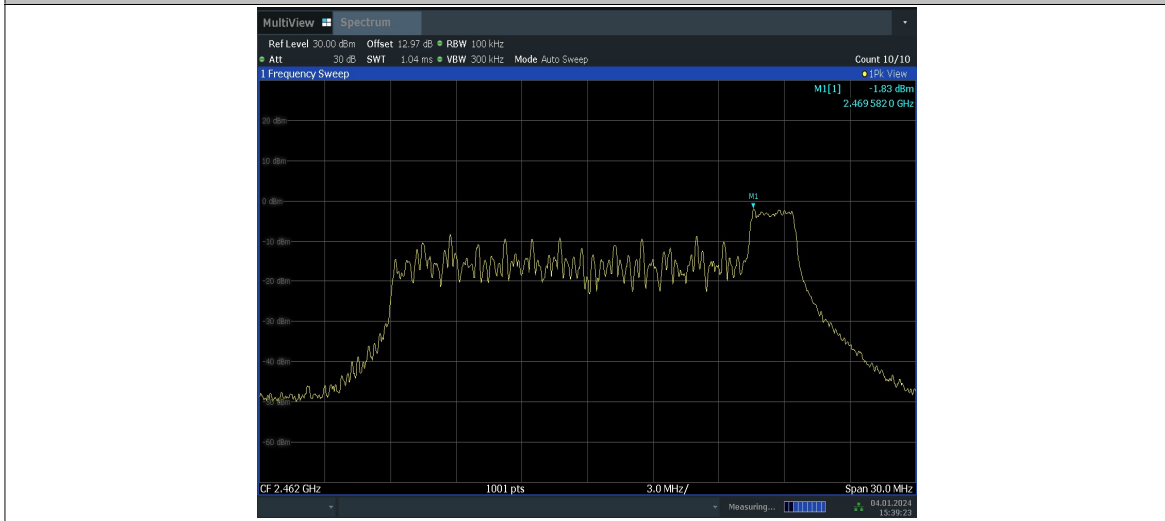 MultiView Spectrum
Ref Level 30.00 dBm Offset 12.97 dB RBW 100 kHz
Att 30 dB SWT 1.04 ms VBW 300 kHz Mode Auto Sweep Count 10/10
1 Frequency Sweep 1Pk View
M1[1] -1.83 dBm
2.469 582 0 GHz
20 dBm
10 dBm
M1
0 dBm
-10 dBm
-20 dBm
-30 dBm
-40 dBm
-50 dBm
-60 dBm
CF 2.462 GHz 1001 pts 3.0 MHz/ Span 30.0 MHz
Measuring... 04.01.2024
15:39:23